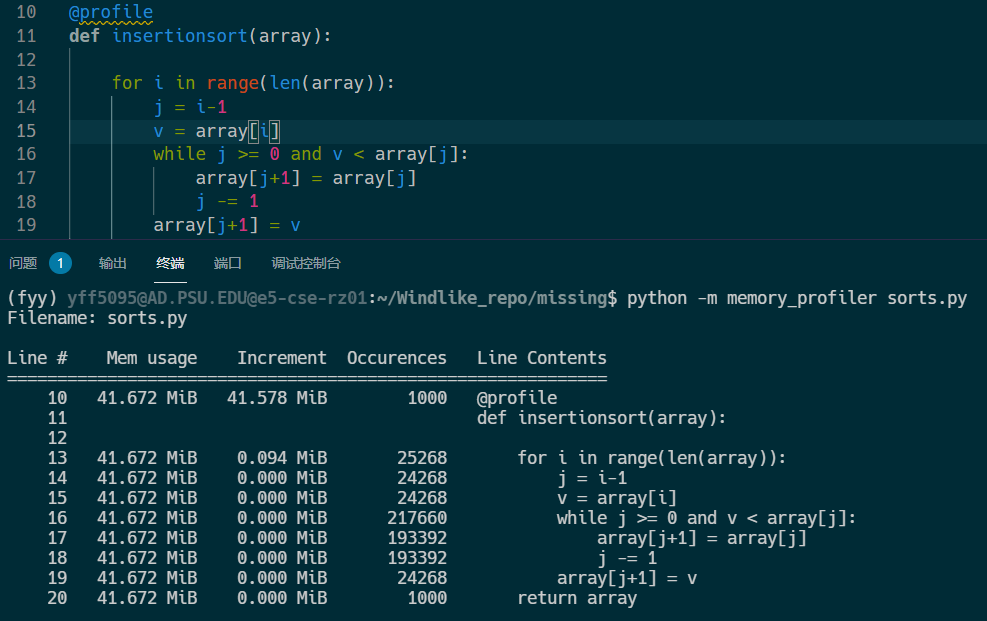 10 @profile
11 def insertionsort(array):
12
13 for i in range(len(array)):
14 j = i-1
15 v = array[i]
16 while j >= 0 and v < array[j]:
17 array[j+1] = array[j]
18 j -= 1
19 array[j+1] = v
问题 1 输出 终端 端口 调试控制台
(fyy) yff5095@AD.PSU.EDU@e5-cse-rz01:~/Windlike_repo/missing$ python -m memory_profiler sorts.py
Filename: sorts.py
Line # Mem usage Increment Occurences Line Contents
============================================================
10 41.672 MiB 41.578 MiB 1000 @profile
11 def insertionsort(array):
12
13 41.672 MiB 0.094 MiB 25268 for i in range(len(array)):
14 41.672 MiB 0.000 MiB 24268 j = i-1
15 41.672 MiB 0.000 MiB 24268 v = array[i]
16 41.672 MiB 0.000 MiB 217660 while j >= 0 and v < array[j]:
17 41.672 MiB 0.000 MiB 193392 array[j+1] = array[j]
18 41.672 MiB 0.000 MiB 193392 j -= 1
19 41.672 MiB 0.000 MiB 24268 array[j+1] = v
20 41.672 MiB 0.000 MiB 1000 return array